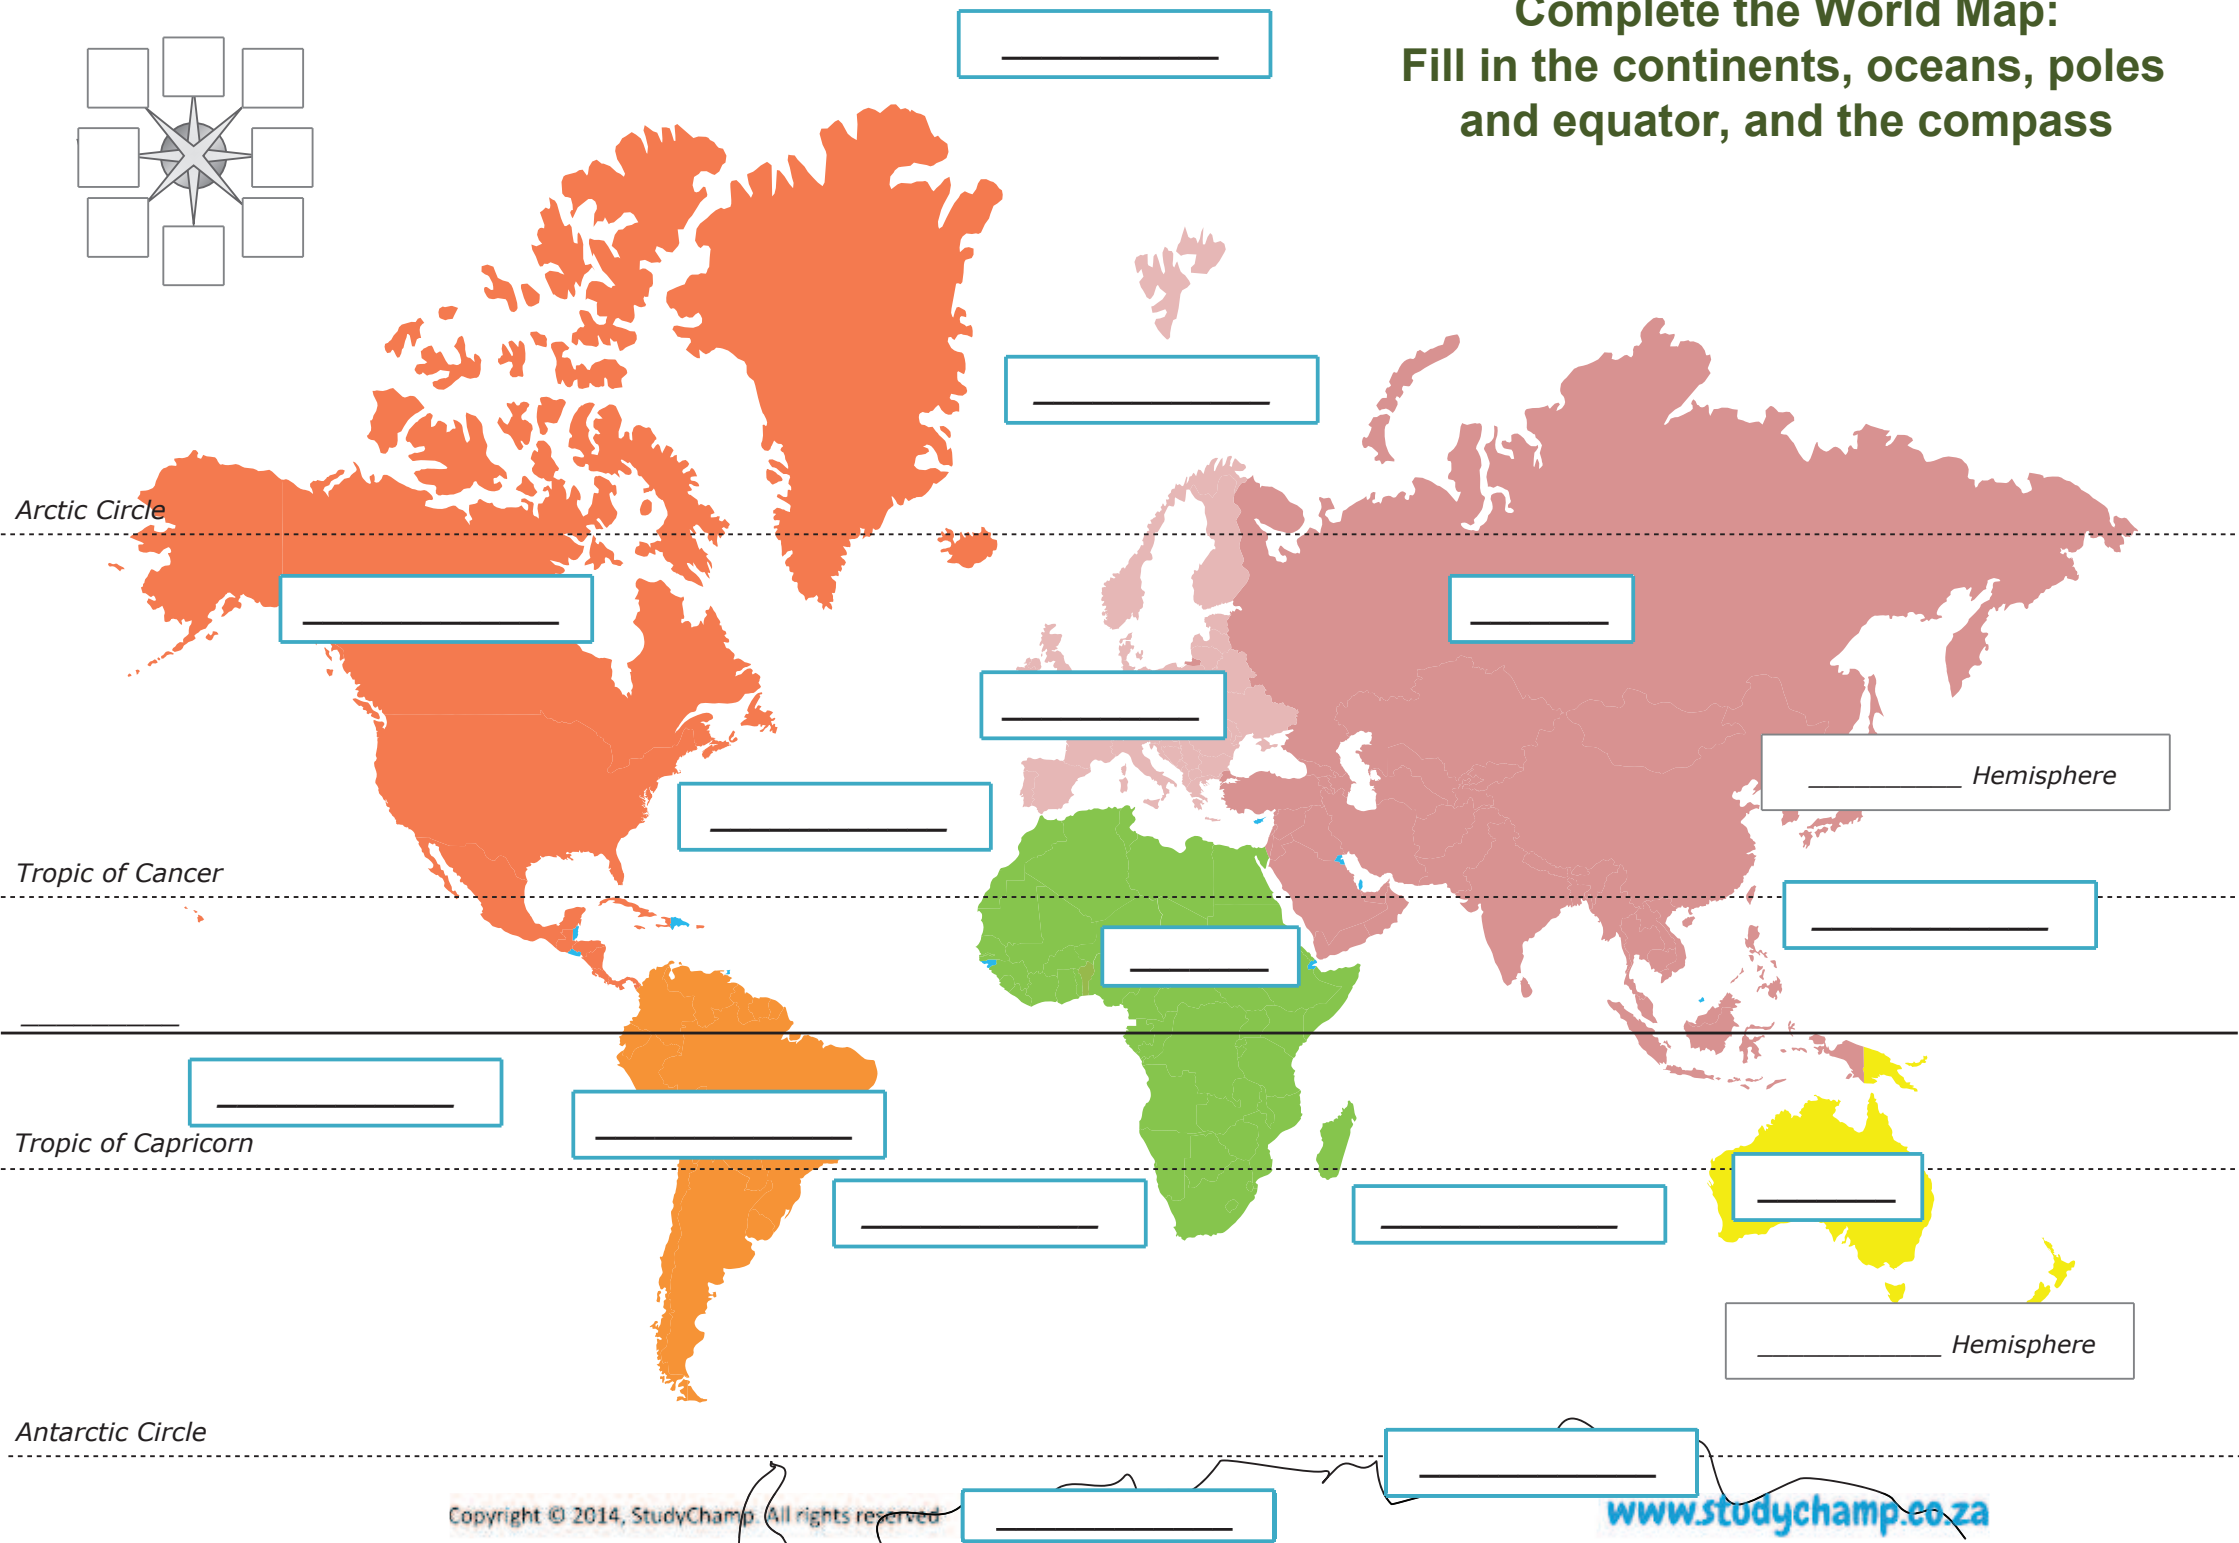 Complete the World Map:
Fill in the continents, oceans, poles
and equator, and the compass
Arctic Circle
Hemisphere
Tropic of Cancer
Tropic of Capricorn
Hemisphere
Antarctic Circle
Copyright © 2014, StudyChamp. All rights reserved
www.studychamp.co.za